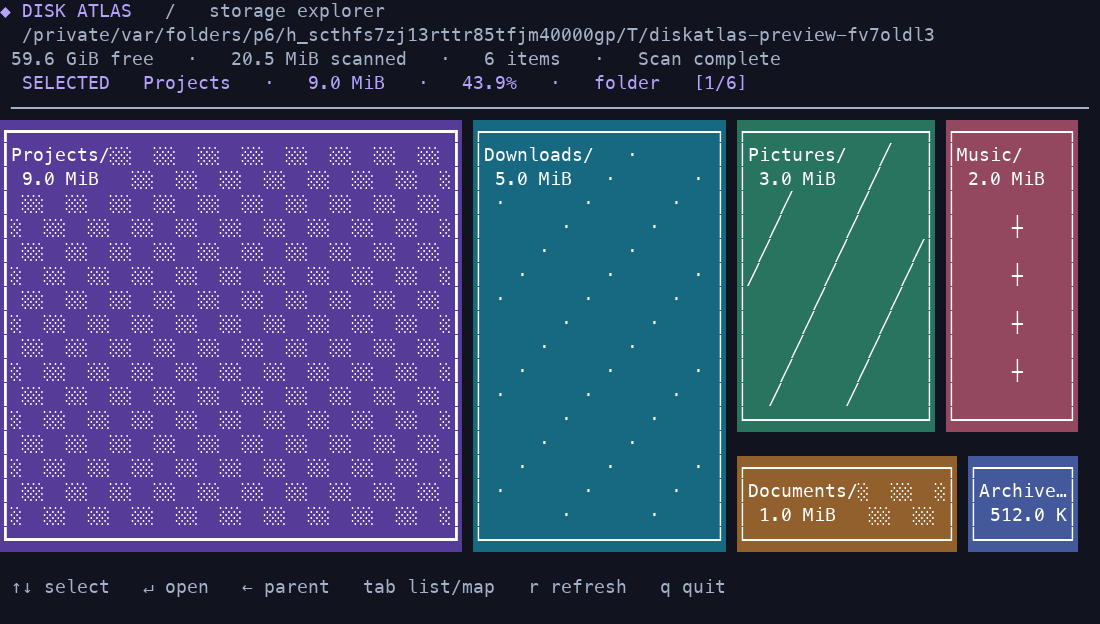 ◆ DISK ATLAS / storage explorer
/private/var/folders/p6/h_scthfs7zj13rttr85tfjm40000gp/T/diskatlas-preview-fv7oldl3
59.6 GiB free · 20.5 MiB scanned · 6 items · Scan complete
SELECTED Projects · 9.0 MiB · 43.9% · folder [1/6]
Projects/
9.0 MiB
Downloads/
5.0 MiB
Pictures/
3.0 MiB
Music/
2.0 MiB
Documents/
1.0 MiB
Archive…
512.0 K
↑↓ select ↵ open ← parent tab list/map r refresh q quit